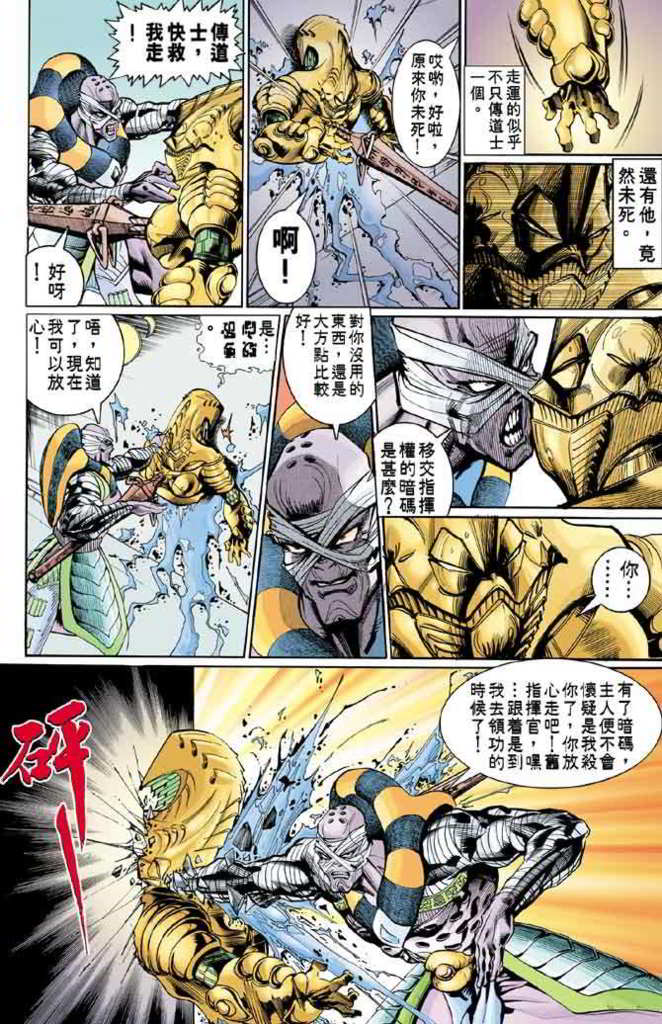 走運的似乎
不只傳道士
一個。
還有他，竟
然未死。
哎喲，好啦，
原來你未死！
啊！
傳道
士，
快救
我走
！
好呀
！
移交指揮
權的暗碼
是甚麼？
你…
……
對你沒用的
東西，還是
大方點比較
好！
是…
。
唔，知道
了，現在
我可以放
心！
有了暗碼，
主人便不會
懷疑是我殺
你了，你放
心走吧！舊
指揮官，嘿
…跟着是到
我去領功的
時候了！
砰